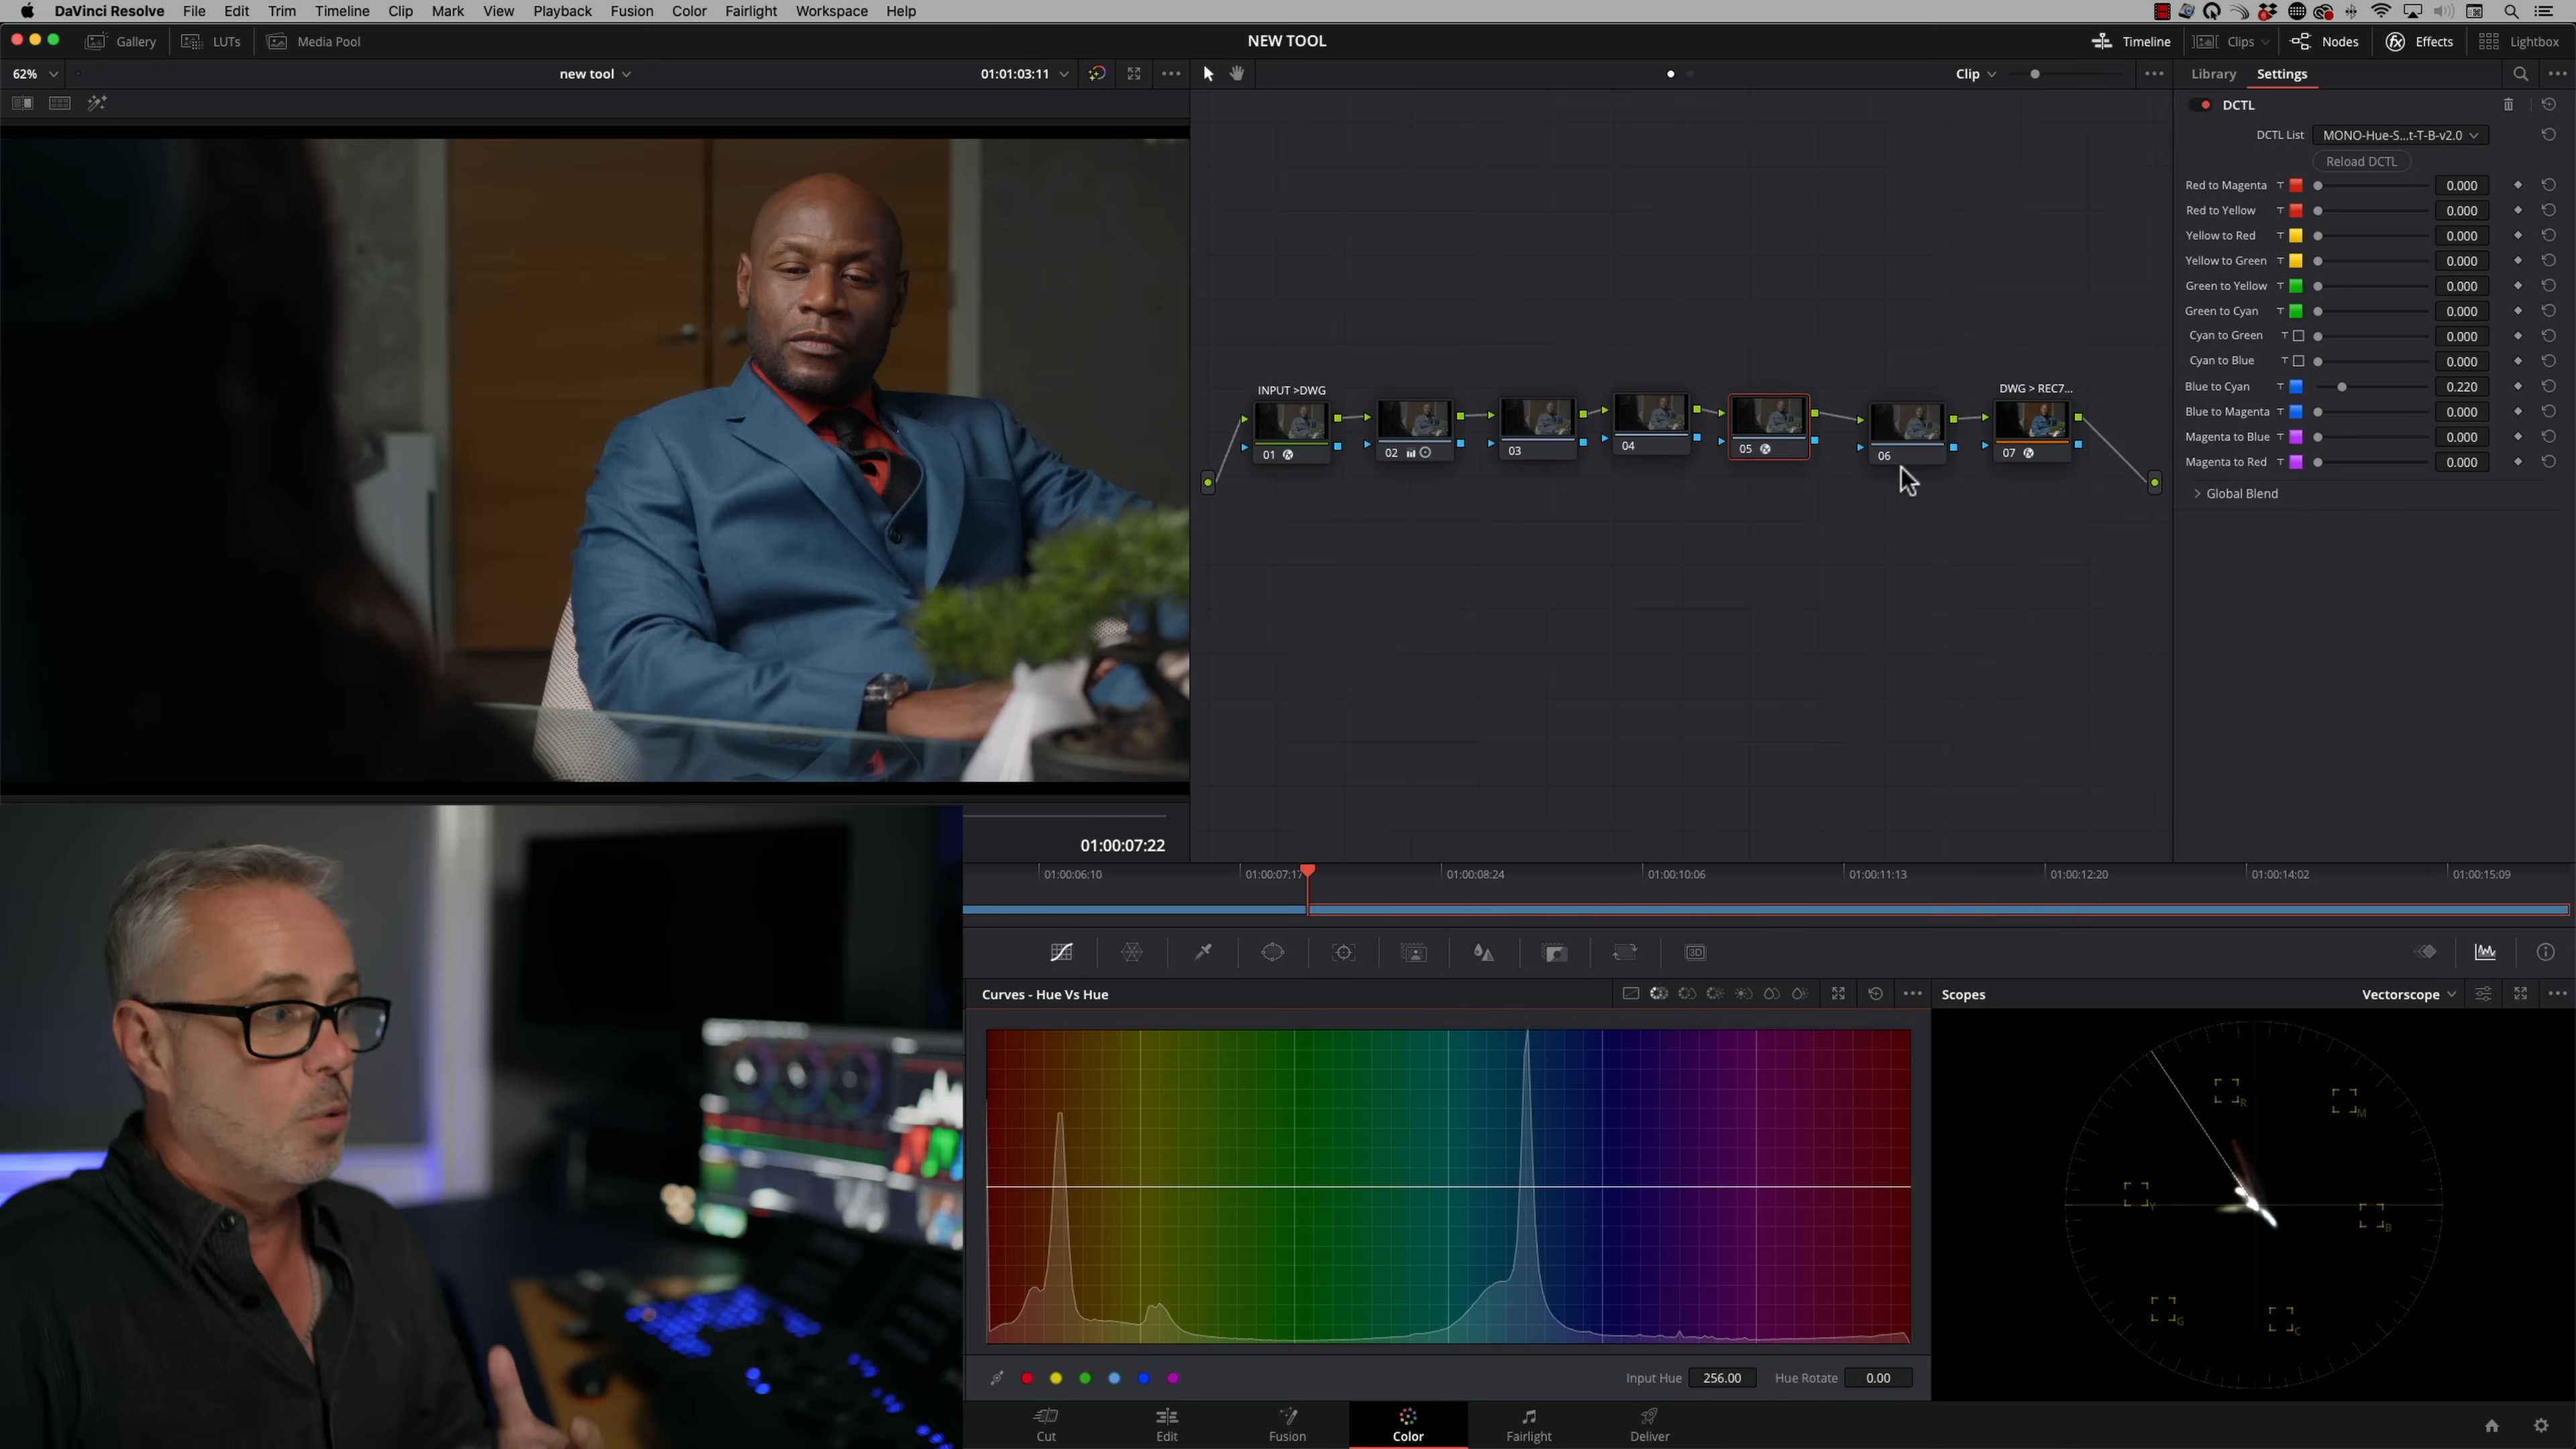 DaVinci Resolve File Edit Trim Timeline Clip Mark View Playback Fusion Color Fairlight Workspace Help
Gallery LUTs Media Pool NEW TOOL Timeline Clips Nodes Effects Lightbox
62% new tool 01:01:03:11 Clip Library Settings
DCTL
DCTL List MONO-Hue-S...t-T-B-v2.0
Reload DCTL
Red to Magenta T 0.000
Red to Yellow T 0.000
Yellow to Red T 0.000
Yellow to Green T 0.000
Green to Yellow T 0.000
Green to Cyan T 0.000
Cyan to Green T 0.000
Cyan to Blue T 0.000
Blue to Cyan T 0.220
Blue to Magenta T 0.000
Magenta to Blue T 0.000
Magenta to Red T 0.000
Global Blend
INPUT >DWG DWG > REC7...
01 02 03 04 05 06 07
01:00:07:22
01:00:06:10 01:00:07:17 01:00:08:24 01:00:10:06 01:00:11:13 01:00:12:20 01:00:14:02 01:00:15:09
3D
Curves - Hue Vs Hue Scopes Vectorscope
R M
Y B
G C
Input Hue 256.00 Hue Rotate 0.00
Cut Edit Fusion Color Fairlight Deliver